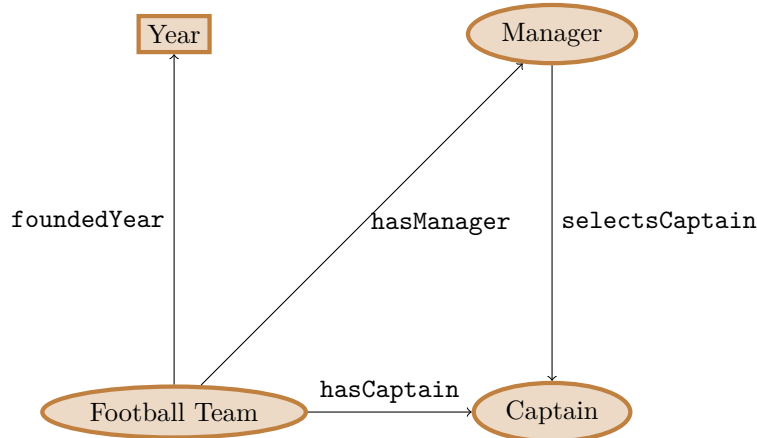 Year
Manager
foundedYear
hasManager
selectsCaptain
hasCaptain
Football Team
Captain